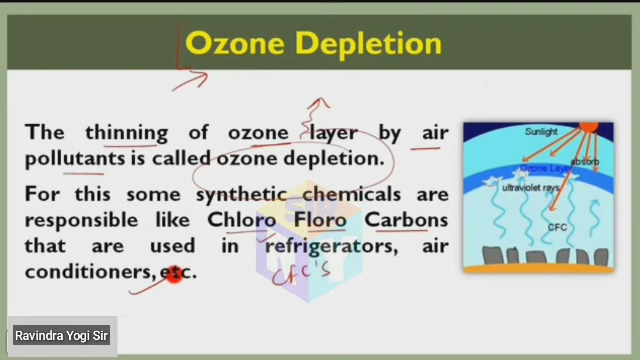 Ozone Depletion
The thinning of ozone layer by air
pollutants is called ozone depletion.
For this some synthetic chemicals are
responsible like Chloro Floro Carbons
that are used in refrigerators, air
conditioners, etc.
CFC'S
Sunlight
absorb
Ozone Layer
ultraviolet rays
CFC
Ravindra Yogi Sir